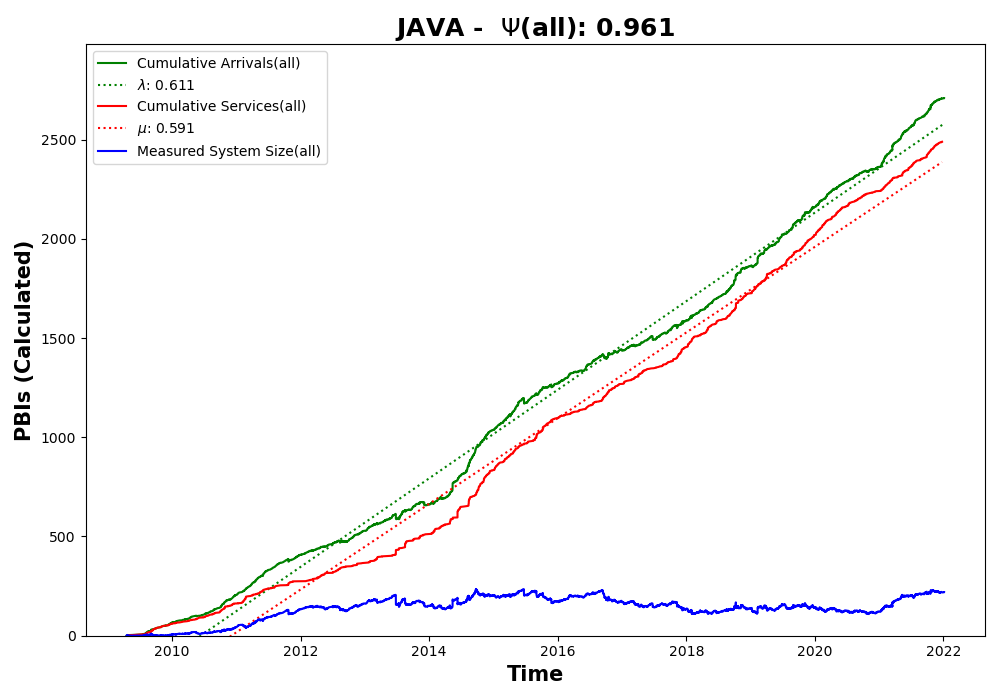 JAVA - Ψ(all): 0.961
Cumulative Arrivals(all)
λ: 0.611
Cumulative Services(all)
μ: 0.591
Measured System Size(all)
PBIs (Calculated)
2500
2000
1500
1000
500
0
2010 2012 2014 2016 2018 2020 2022
Time